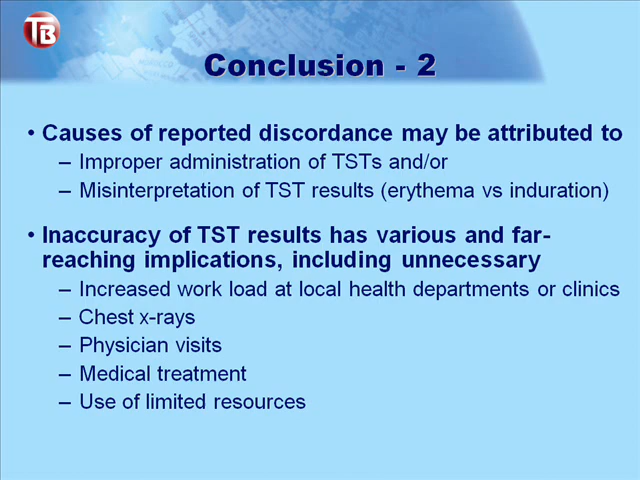 TB
Conclusion - 2
• Causes of reported discordance may be attributed to
– Improper administration of TSTs and/or
– Misinterpretation of TST results (erythema vs induration)
• Inaccuracy of TST results has various and far-
reaching implications, including unnecessary
– Increased work load at local health departments or clinics
– Chest x-rays
– Physician visits
– Medical treatment
– Use of limited resources